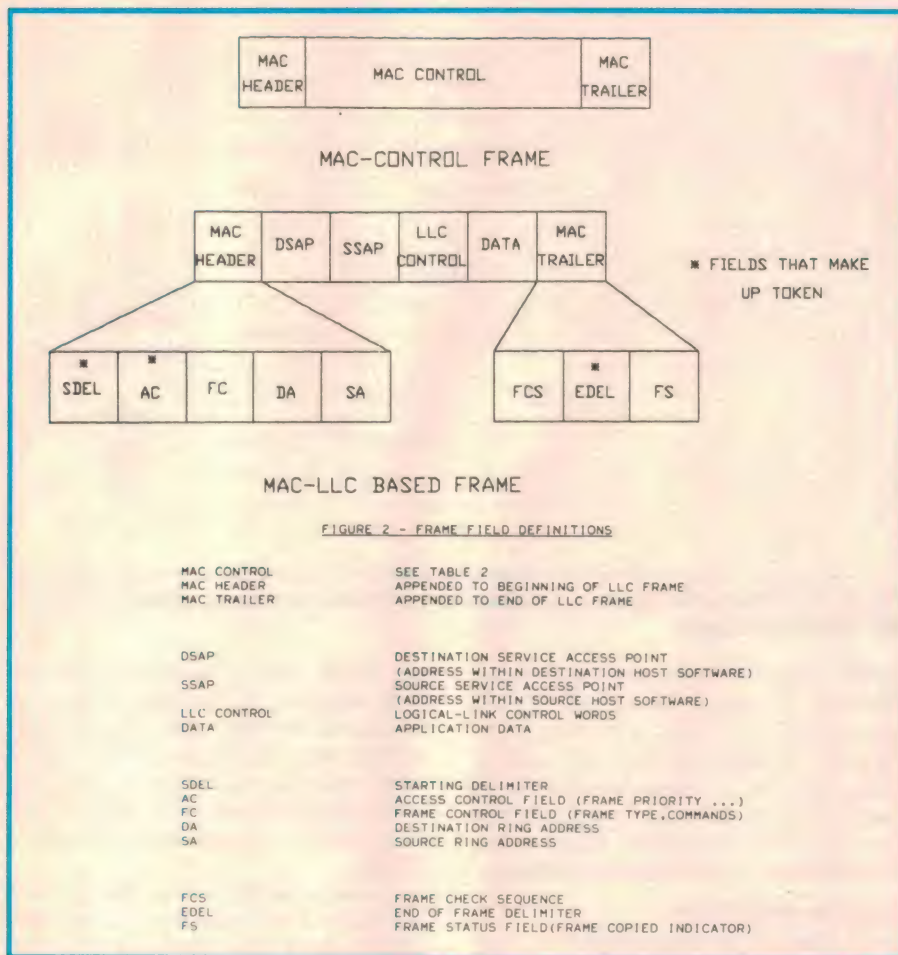 MAC HEADER MAC CONTROL MAC TRAILER
MAC-CONTROL FRAME
MAC HEADER DSAP SSAP LLC CONTROL DATA MAC TRAILER
* FIELDS THAT MAKE
UP TOKEN
* SDEL * AC FC DA SA FCS * EDEL FS
MAC-LLC BASED FRAME
FIGURE 2 - FRAME FIELD DEFINITIONS
MAC CONTROL SEE TABLE 2
MAC HEADER APPENDED TO BEGINNING OF LLC FRAME
MAC TRAILER APPENDED TO END OF LLC FRAME
DSAP DESTINATION SERVICE ACCESS POINT
(ADDRESS WITHIN DESTINATION HOST SOFTWARE)
SSAP SOURCE SERVICE ACCESS POINT
(ADDRESS WITHIN SOURCE HOST SOFTWARE)
LLC CONTROL LOGICAL-LINK CONTROL WORDS
DATA APPLICATION DATA
SDEL STARTING DELIMITER
AC ACCESS CONTROL FIELD (FRAME PRIORITY ...)
FC FRAME CONTROL FIELD (FRAME TYPE,COMMANDS)
DA DESTINATION RING ADDRESS
SA SOURCE RING ADDRESS
FCS FRAME CHECK SEQUENCE
EDEL END OF FRAME DELIMITER
FS FRAME STATUS FIELD(FRAME COPIED INDICATOR)